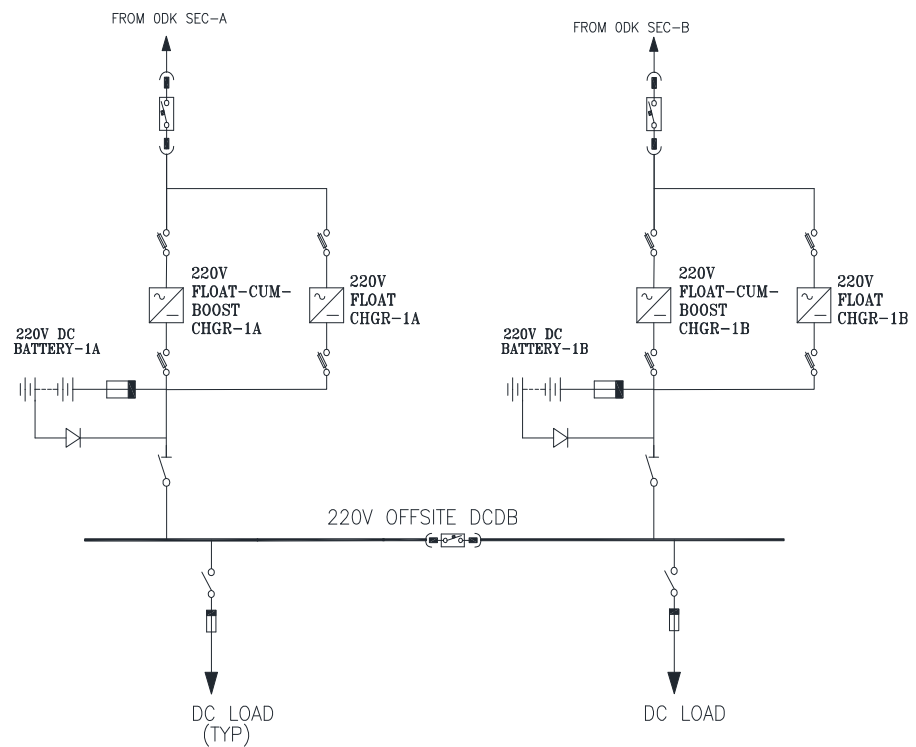 FROM ODK SEC-A
FROM ODK SEC-B
220V
FLOAT-CUM-
BOOST
CHGR-1A
220V
FLOAT
CHGR-1A
220V DC
BATTERY-1A
220V
FLOAT-CUM-
BOOST
CHGR-1B
220V
FLOAT
CHGR-1B
220V DC
BATTERY-1B
220V OFFSITE DCDB
DC LOAD
(TYP)
DC LOAD